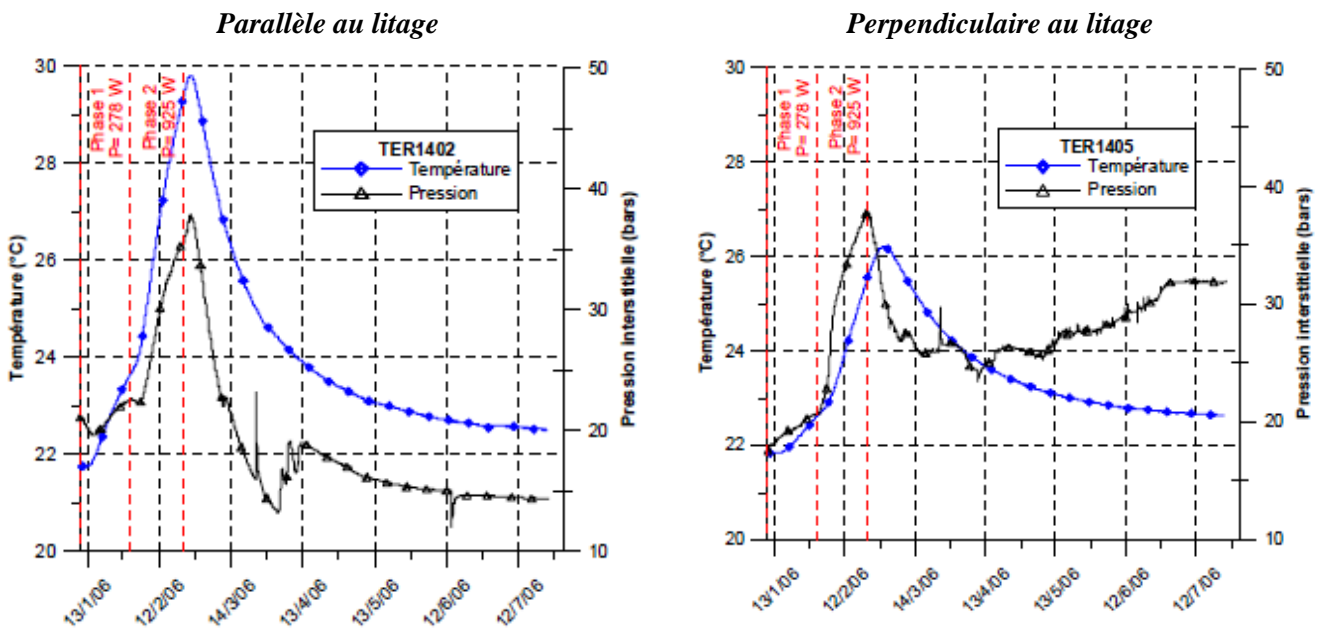 Parallèle au litage
30
28
26
24
22
20
Température (°C)
Phase 1
P= 278 W
Phase 2
P= 925 W
TER1402
Température
Pression
50
40
30
20
10
Pression interstitielle (bars)
13/1/06
12/2/06
14/3/06
13/4/06
13/5/06
12/6/06
12/7/06
Perpendiculaire au litage
30
28
26
24
22
20
Température (°C)
Phase 1
P= 278 W
Phase 2
P= 925 W
TER1405
Température
Pression
50
40
30
20
10
Pression interstitielle (bars)
13/1/06
12/2/06
14/3/06
13/4/06
13/5/06
12/6/06
12/7/06